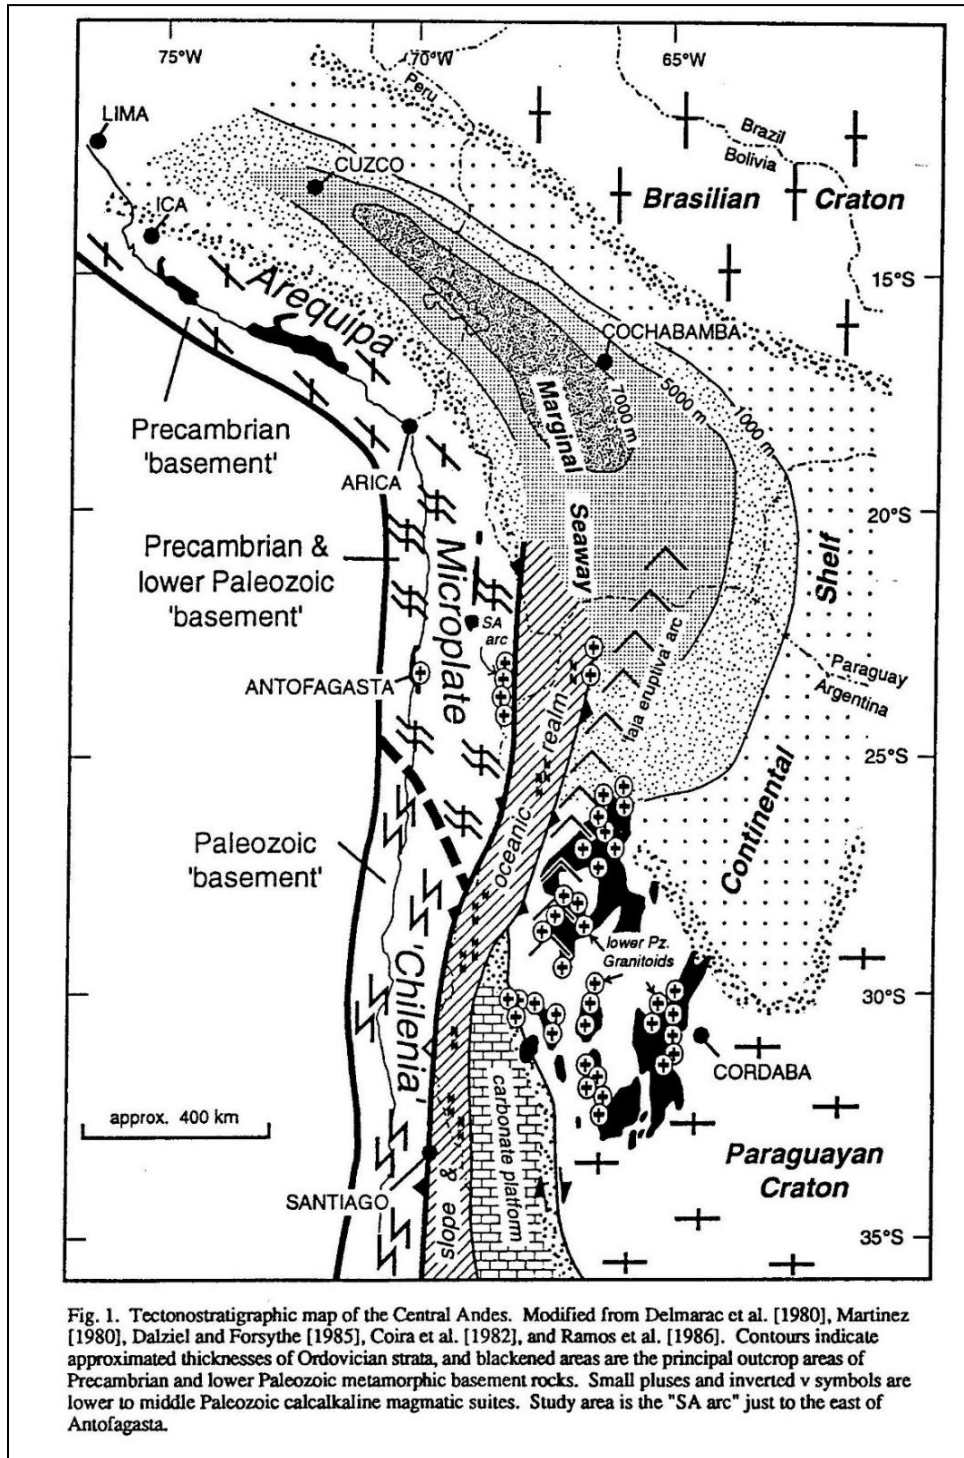 75°W
70°W
65°W
Peru
LIMA
Brazil
Bolivia
CUZCO
Brasilian Craton
ICA
15°S
Arequipa
COCHABAMBA
7000 m
5000 m
1000 m
Marginal
Precambrian
'basement'
ARICA
Seaway
20°S
Precambrian &
lower Paleozoic
'basement'
Microplate
Shelf
SA
arc
Paraguay
Argentina
ANTOFAGASTA
realm
'faja eruptiva' arc
25°S
Continental
Paleozoic
'basement'
oceanic
lower Pz.
Granitoids
'Chilenia'
30°S
CORDABA
approx. 400 km
carbonate platform
Paraguayan
Craton
SANTIAGO
slope &
35°S
Fig. 1. Tectonostratigraphic map of the Central Andes. Modified from Delmarac et al. [1980], Martinez
[1980], Dalziel and Forsythe [1985], Coira et al. [1982], and Ramos et al. [1986]. Contours indicate
approximated thicknesses of Ordovician strata, and blackened areas are the principal outcrop areas of
Precambrian and lower Paleozoic metamorphic basement rocks. Small pluses and inverted v symbols are
lower to middle Paleozoic calcalkaline magmatic suites. Study area is the "SA arc" just to the east of
Antofagasta.